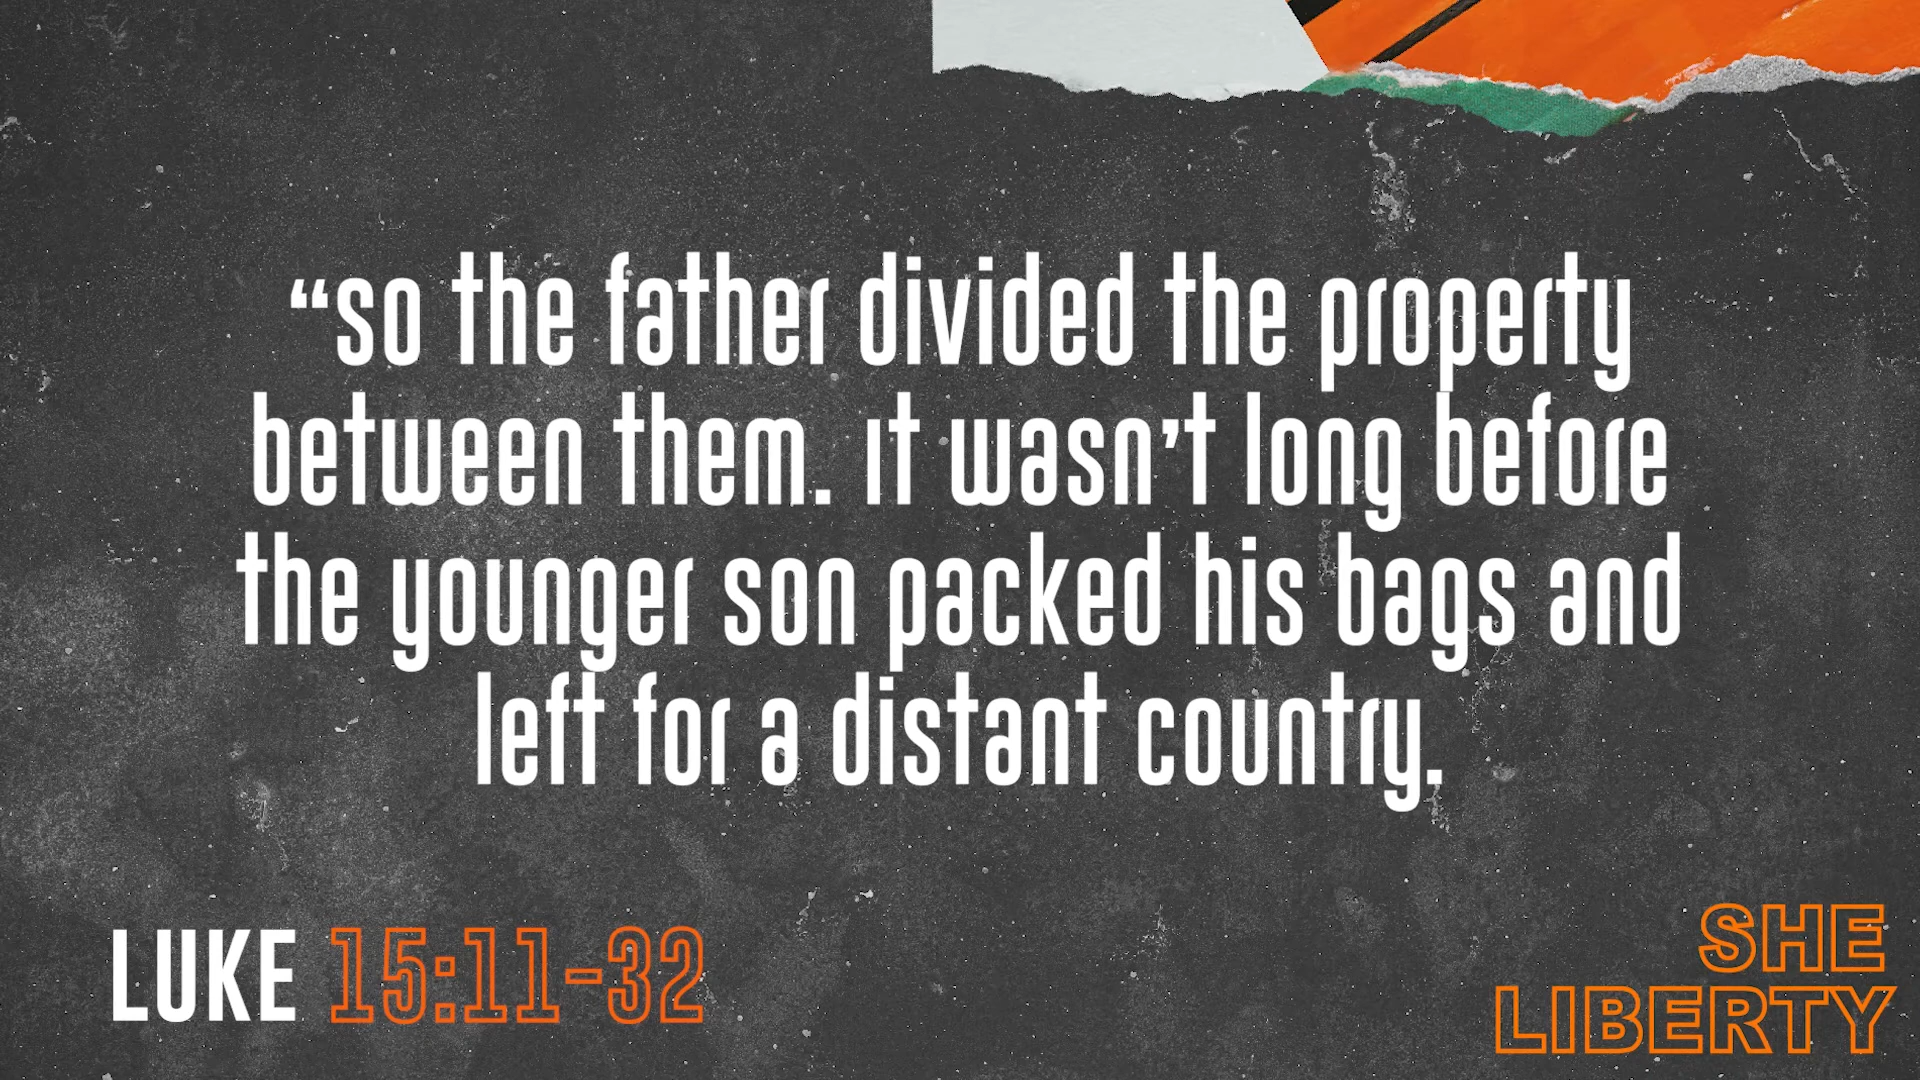 “so the father divided the property
between them. It wasn’t long before
the younger son packed his bags and
left for a distant country.
LUKE 15:11-32
SHE
LIBERTY